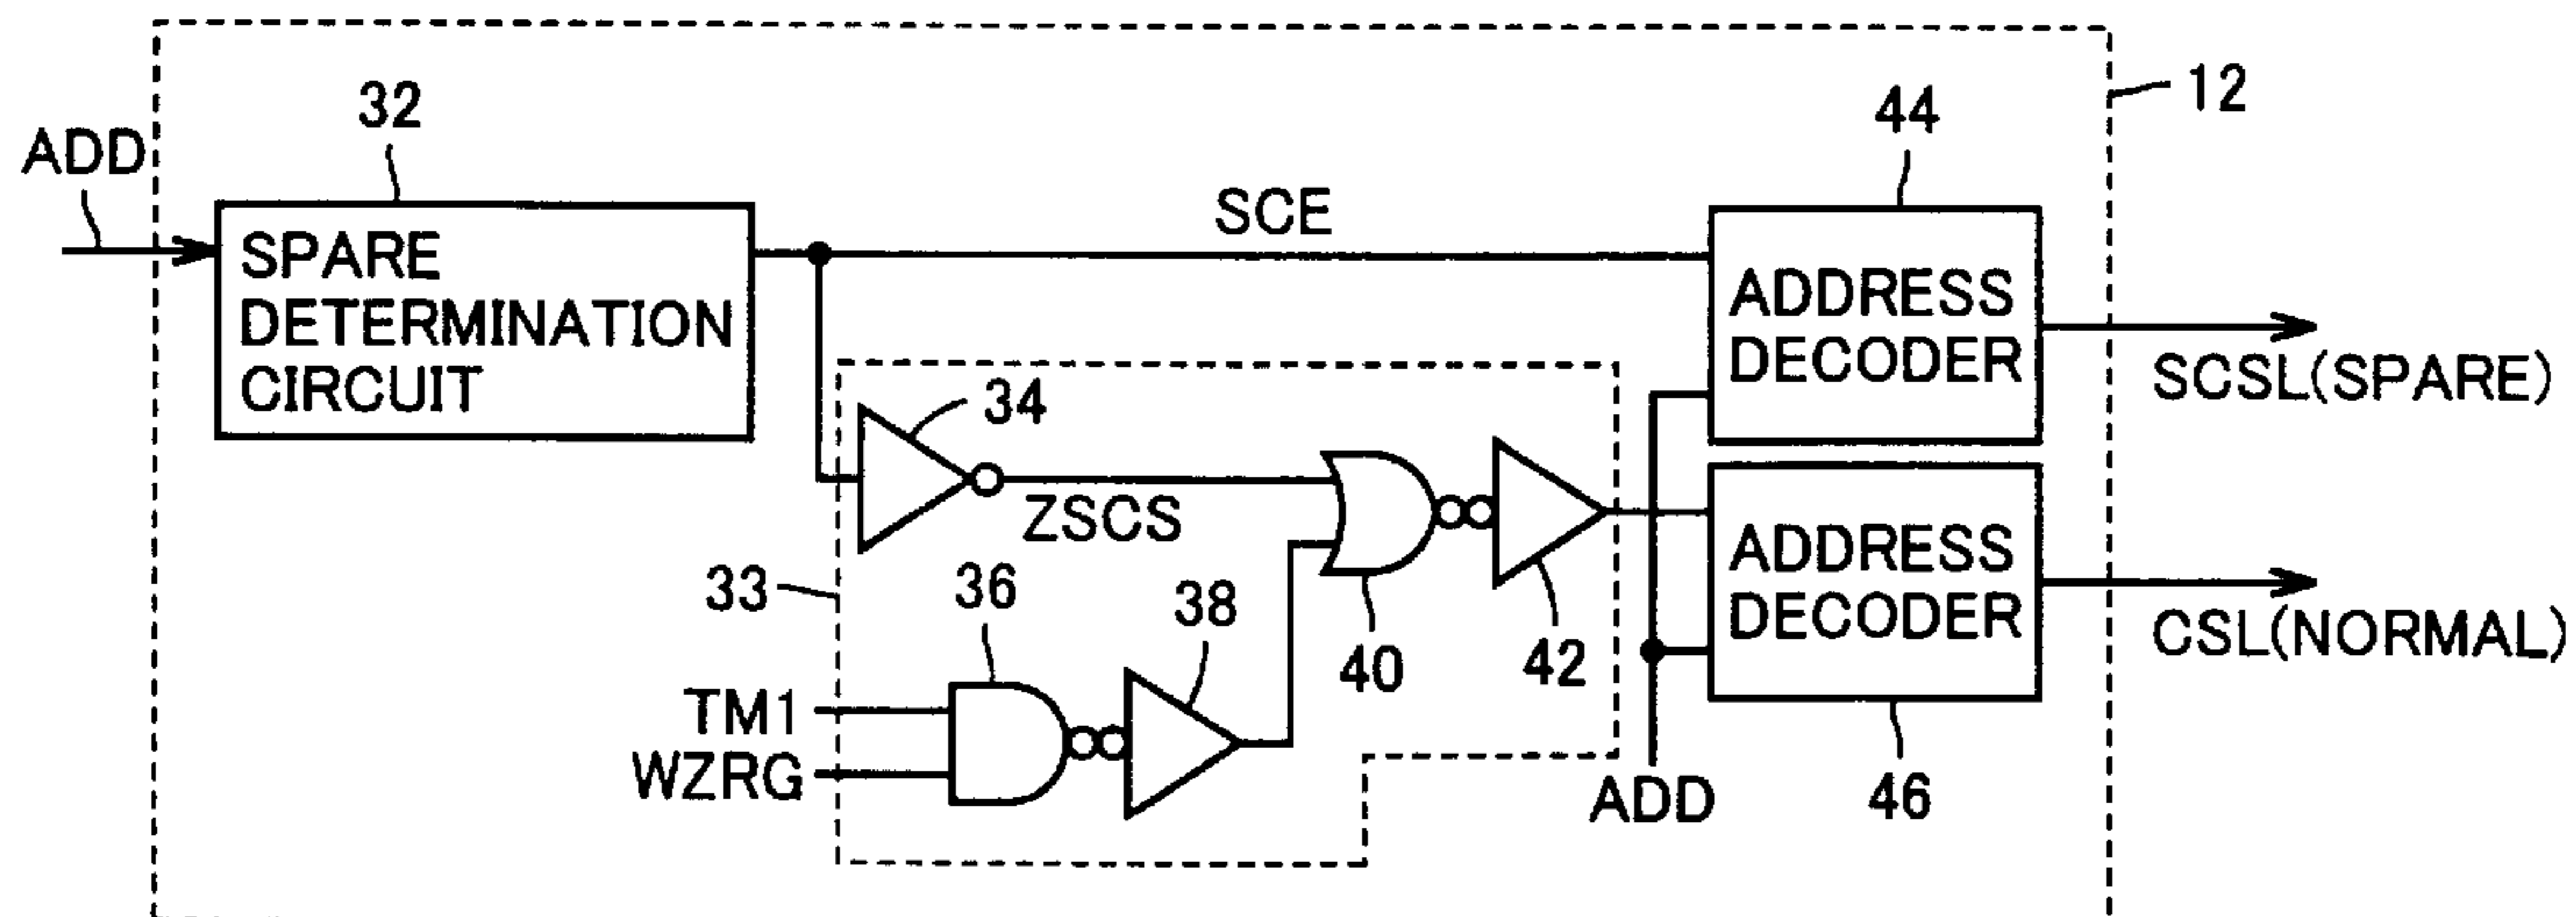 12
32
44
ADD
SCE
SPARE
DETERMINATION
CIRCUIT
ADDRESS
DECODER
SCSL(SPARE)
34
ZSCS
33
36
38
40
42
ADDRESS
DECODER
CSL(NORMAL)
TM1
WZRG
ADD
46